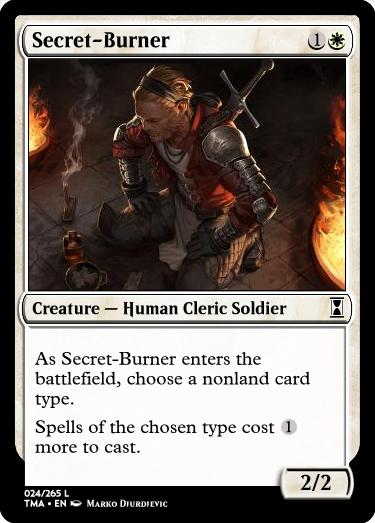 Secret-Burner 1
Creature — Human Cleric Soldier
As Secret-Burner enters the
battlefield, choose a nonland card
type.
Spells of the chosen type cost 1
more to cast.
2/2
024/265 L
TMA • EN Marko Djurdjevic